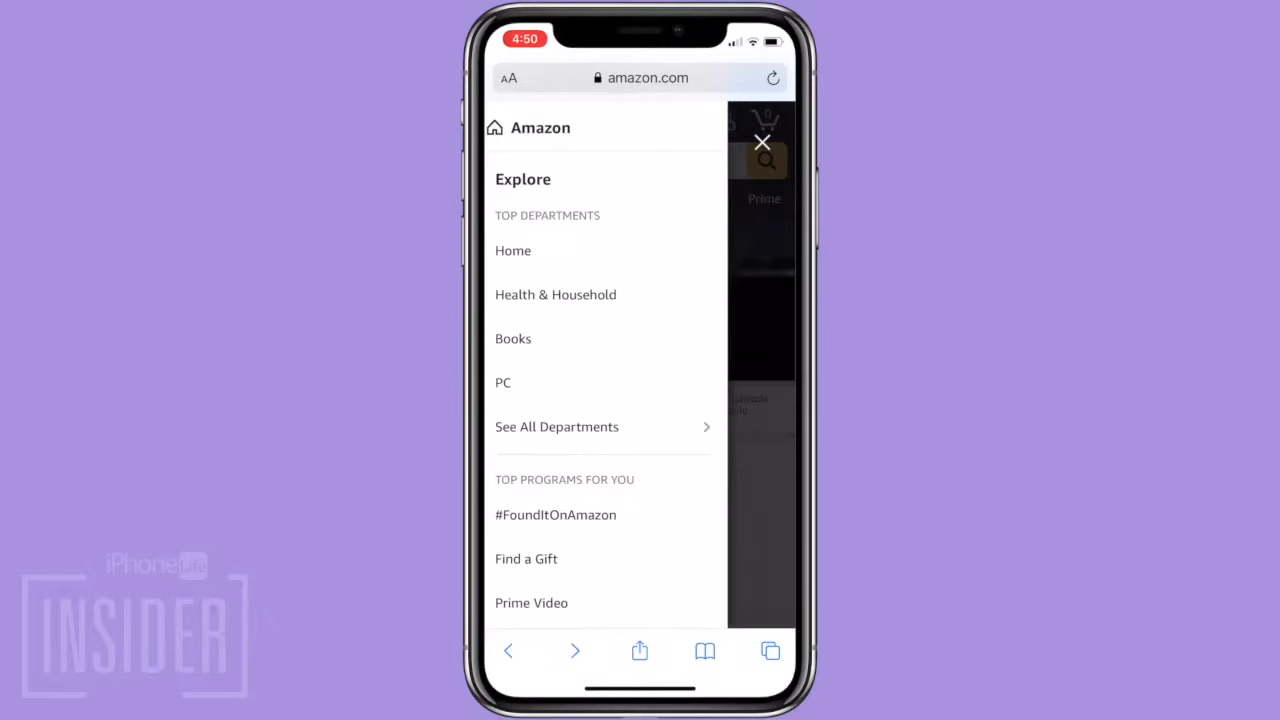 4:50
AA amazon.com
Amazon
0
Explore
Prime
TOP DEPARTMENTS
Home
Health & Household
Books
PC
See All Departments
TOP PROGRAMS FOR YOU
#FoundItOnAmazon
Find a Gift
Prime Video
iPhone Life
INSIDER